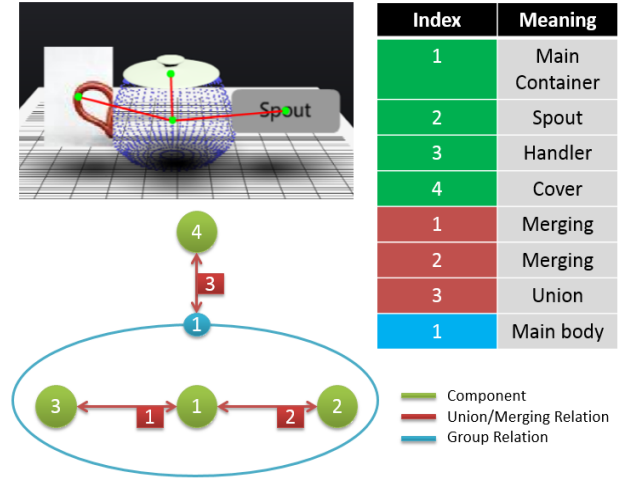 Spout
4
3
1
3
1
1
2
2
Index Meaning
1 Main
Container
2 Spout
3 Handler
4 Cover
1 Merging
2 Merging
3 Union
1 Main body
Component
Union/Merging Relation
Group Relation